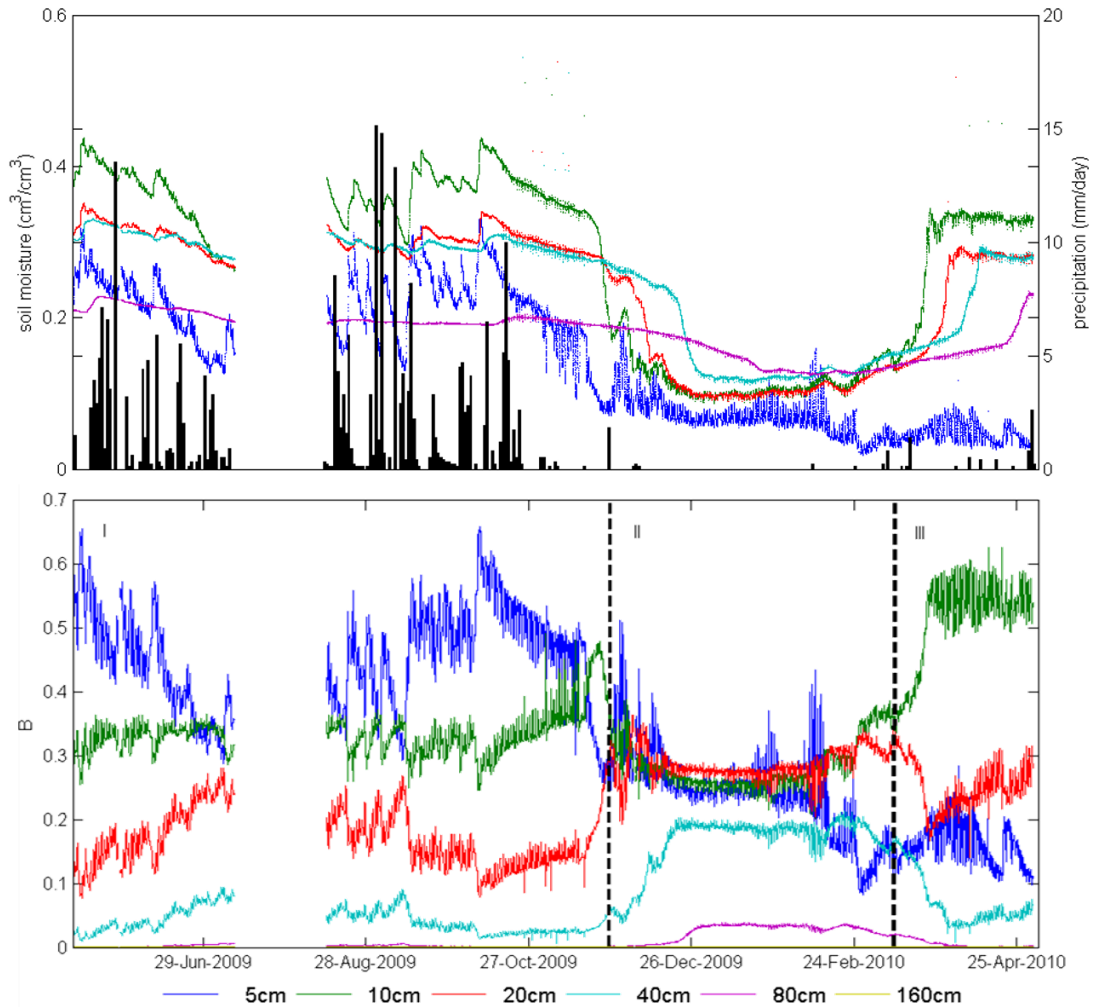 0.6
0.4
0.2
0
soil moisture (cm³/cm³)
20
15
10
5
0
precipitation (mm/day)
0.7
0.6
0.5
0.4
0.3
0.2
0.1
0
B
I
II
III
29-Jun-2009
28-Aug-2009
27-Oct-2009
26-Dec-2009
24-Feb-2010
25-Apr-2010
5cm
10cm
20cm
40cm
80cm
160cm